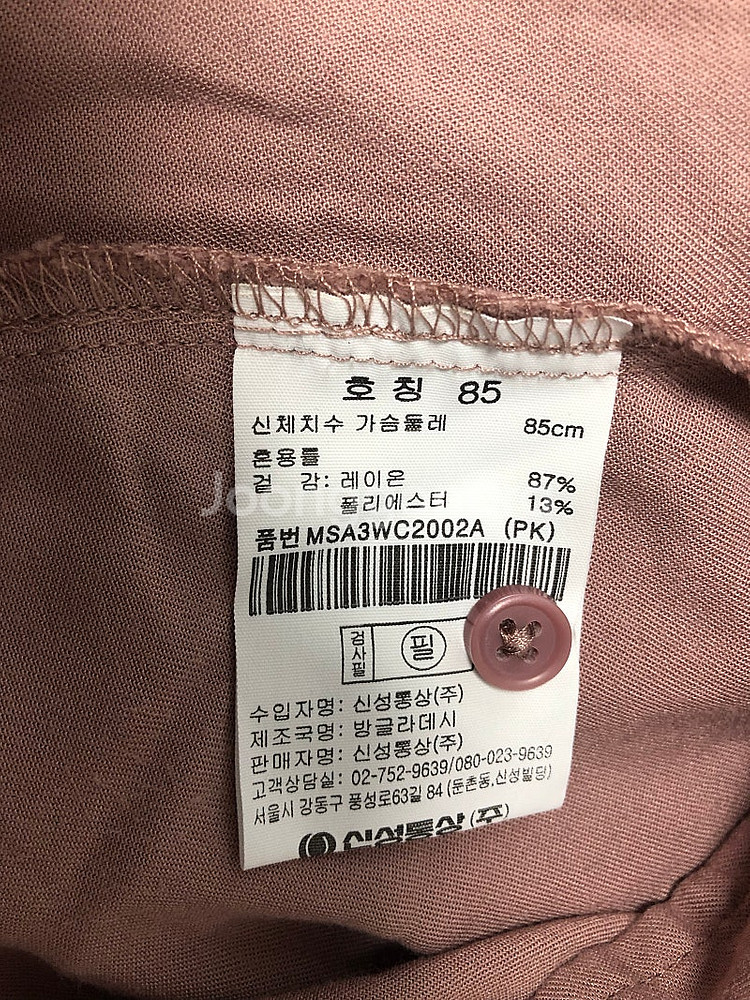 호칭 85
신체치수 가슴둘레 85cm
혼용률
겉 감: 레이온 87%
폴리에스터 13%
품번 MSA3WC2002A (PK)
검사필 필
수입자명: 신성통상(주)
제조국명: 방글라데시
판매자명: 신성통상(주)
고객상담실: 02-752-9639/080-023-9639
서울시 강동구 풍성로63길 84 (둔촌동,신성빌딩)
신성통상(주)